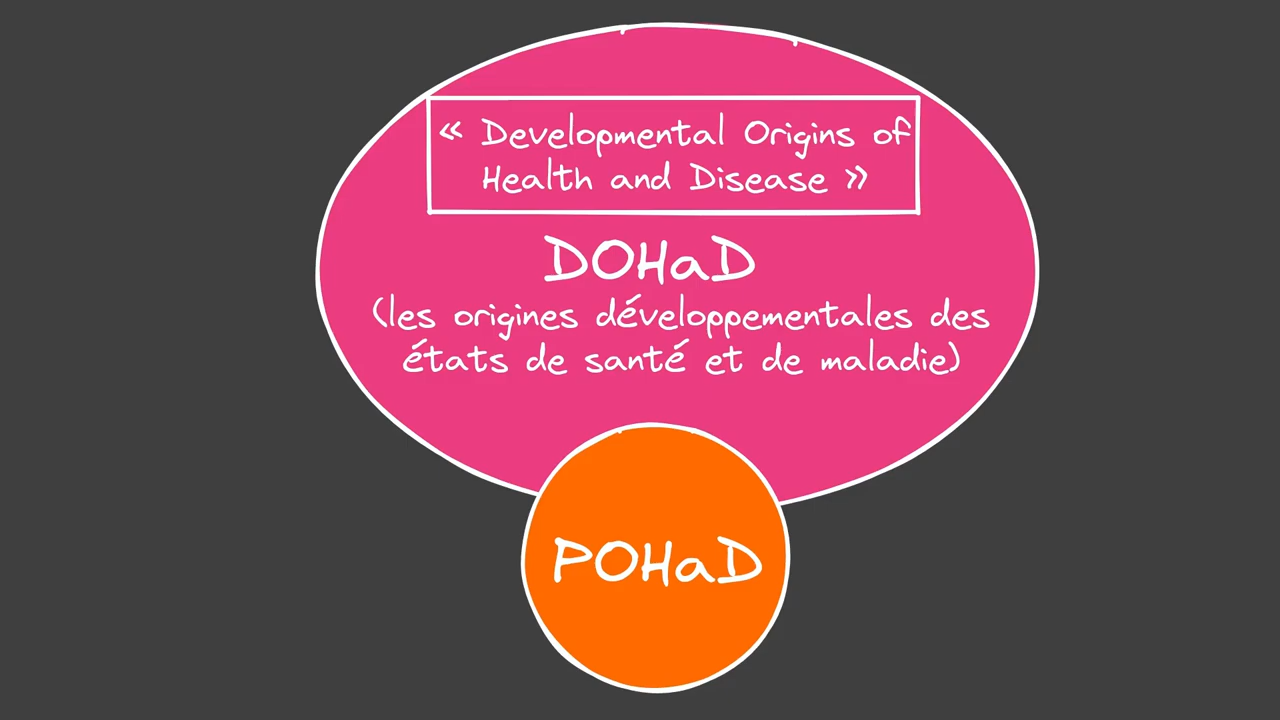 « Developmental Origins of
Health and Disease »
DOHaD
(les origines développementales des
états de santé et de maladie)
POHaD